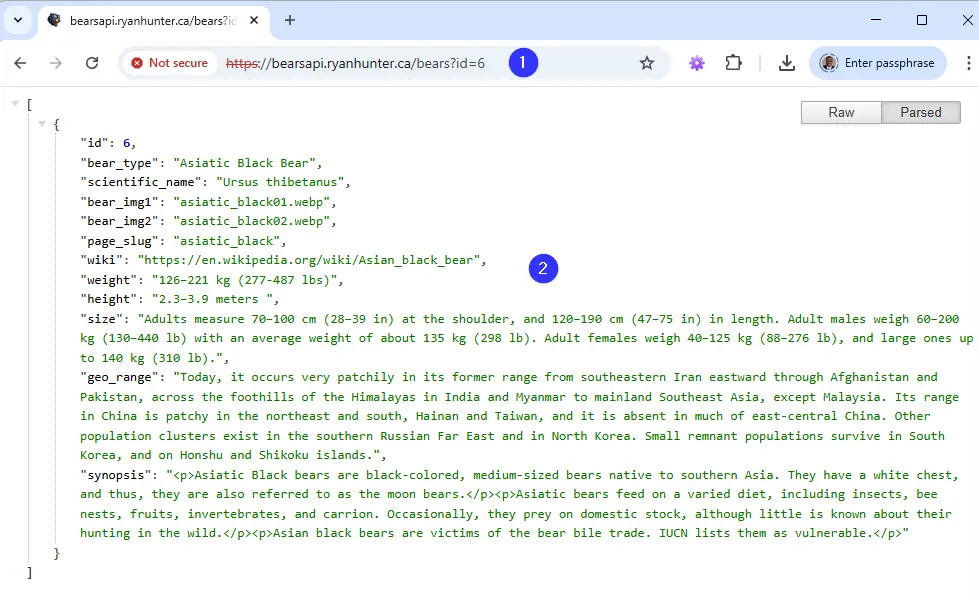 bearsapi.ryanhunter.ca/bears?id
Not secure https://bearsapi.ryanhunter.ca/bears?id=6 1 Enter passphrase
Raw Parsed
[
{
"id": 6,
"bear_type": "Asiatic Black Bear",
"scientific_name": "Ursus thibetanus",
"bear_img1": "asiatic_black01.webp",
"bear_img2": "asiatic_black02.webp",
"page_slug": "asiatic_black",
"wiki": "https://en.wikipedia.org/wiki/Asian_black_bear",
2
"weight": "126–221 kg (277-487 lbs)",
"height": "2.3–3.9 meters ",
"size": "Adults measure 70–100 cm (28–39 in) at the shoulder, and 120–190 cm (47–75 in) in length. Adult males weigh 60–200
kg (130–440 lb) with an average weight of about 135 kg (298 lb). Adult females weigh 40–125 kg (88–276 lb), and large ones up
to 140 kg (310 lb).",
"geo_range": "Today, it occurs very patchily in its former range from southeastern Iran eastward through Afghanistan and
Pakistan, across the foothills of the Himalayas in India and Myanmar to mainland Southeast Asia, except Malaysia. Its range
in China is patchy in the northeast and south, Hainan and Taiwan, and it is absent in much of east-central China. Other
population clusters exist in the southern Russian Far East and in North Korea. Small remnant populations survive in South
Korea, and on Honshu and Shikoku islands.",
"synopsis": "<p>Asiatic Black bears are black-colored, medium-sized bears native to southern Asia. They have a white chest,
and thus, they are also referred to as the moon bears.</p><p>Asiatic bears feed on a varied diet, including insects, bee
nests, fruits, invertebrates, and carrion. Occasionally, they prey on domestic stock, although little is known about their
hunting in the wild.</p><p>Asian black bears are victims of the bear bile trade. IUCN lists them as vulnerable.</p>"
}
]